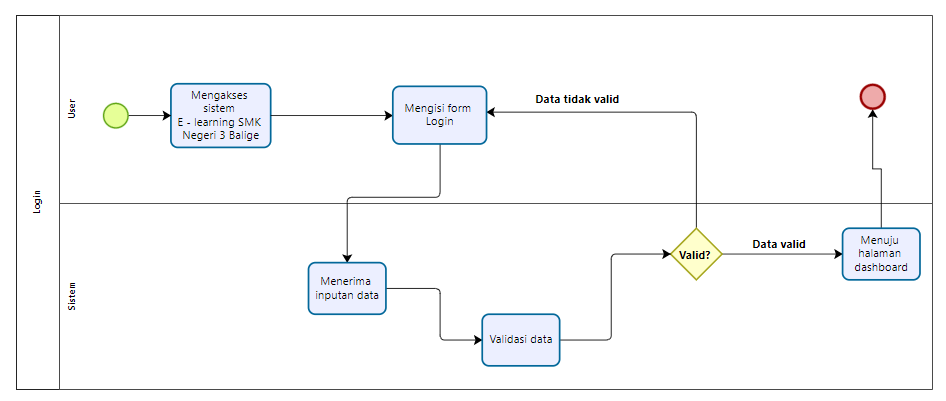 Login
User
Mengakses
sistem
E - learning SMK
Negeri 3 Balige
Mengisi form
Login
Data tidak valid
Sistem
Menerima
inputan data
Validasi data
Valid?
Data valid
Menuju
halaman
dashboard